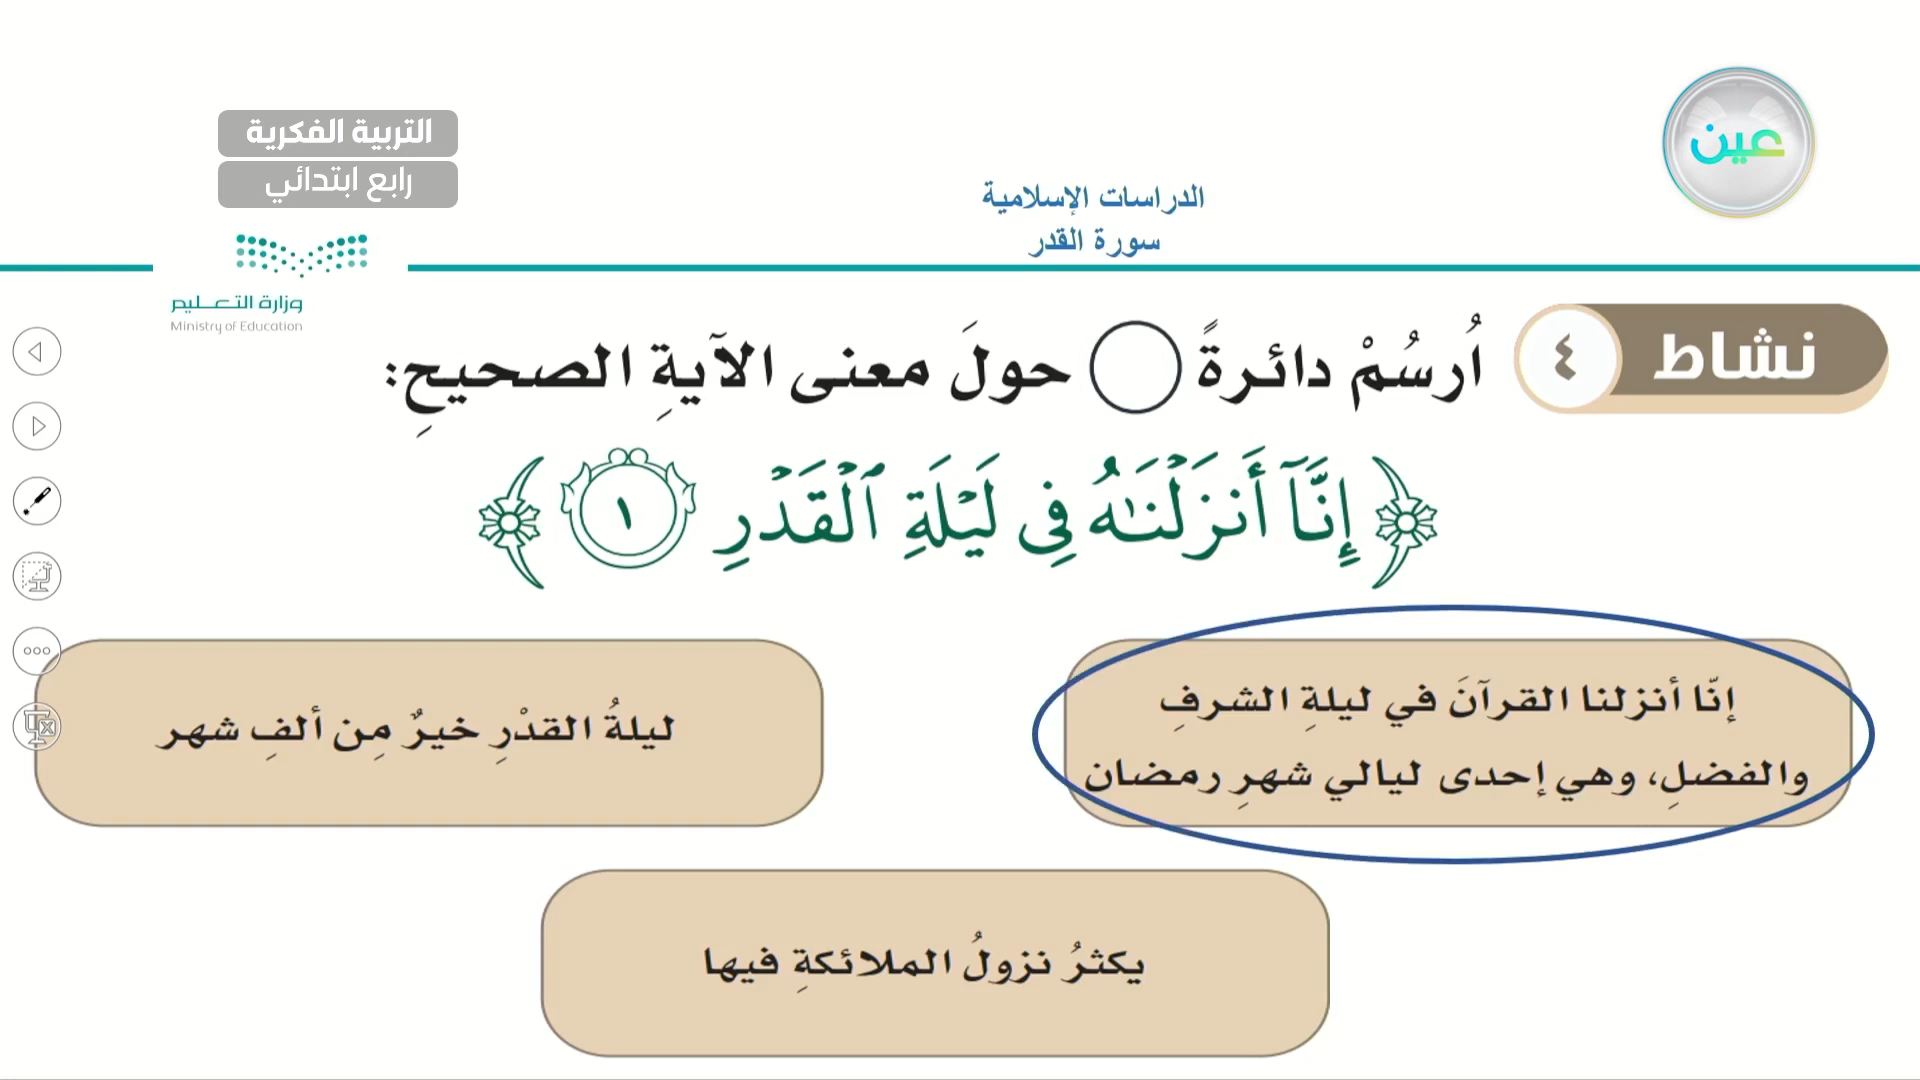 عين
التربية الفكرية
رابع ابتدائي
الدراسات الإسلامية
سورة القدر
وزارة التعليم
Ministry of Education
نشاط ٤
اُرسُمْ دائرةً حولَ معنى الآيةِ الصحيحِ:
﴿إِنَّآ أَنزَلْنَٰهُ فِي لَيْلَةِ ٱلْقَدْرِ ١﴾
إنّا أنزلنا القرآنَ في ليلةِ الشرفِ
والفضلِ، وهي إحدى ليالي شهرِ رمضان
ليلةُ القدْرِ خيرٌ مِن ألفِ شهر
يكثرُ نزولُ الملائكةِ فيها